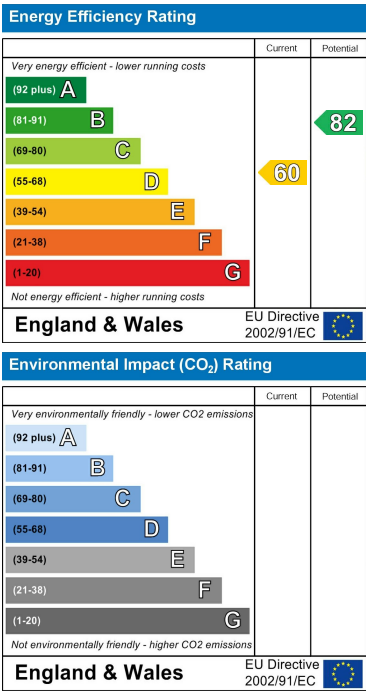 Energy Efficiency Rating
Current Potential
Very energy efficient - lower running costs
(92 plus) A
(81-91) B
82
(69-80) C
60
(55-68) D
(39-54) E
(21-38) F
(1-20) G
Not energy efficient - higher running costs
England & Wales
EU Directive
2002/91/EC
Environmental Impact (CO₂) Rating
Current Potential
Very environmentally friendly - lower CO2 emissions
(92 plus) A
(81-91) B
(69-80) C
(55-68) D
(39-54) E
(21-38) F
(1-20) G
Not environmentally friendly - higher CO2 emissions
England & Wales
EU Directive
2002/91/EC